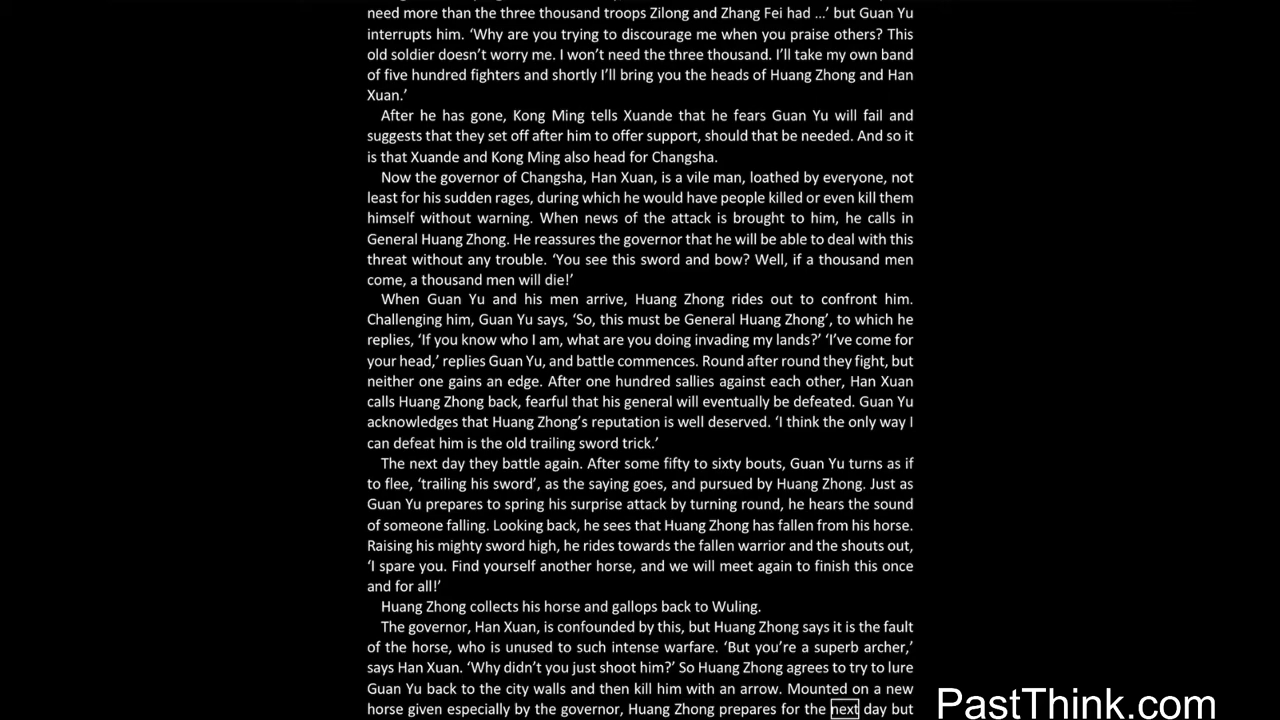 need more than the three thousand troops Zilong and Zhang Fei had ...’ but Guan Yu
interrupts him. ‘Why are you trying to discourage me when you praise others? This
old soldier doesn’t worry me. I won’t need the three thousand. I’ll take my own band
of five hundred fighters and shortly I’ll bring you the heads of Huang Zhong and Han
Xuan.’
After he has gone, Kong Ming tells Xuande that he fears Guan Yu will fail and
suggests that they set off after him to offer support, should that be needed. And so it
is that Xuande and Kong Ming also head for Changsha.
Now the governor of Changsha, Han Xuan, is a vile man, loathed by everyone, not
least for his sudden rages, during which he would have people killed or even kill them
himself without warning. When news of the attack is brought to him, he calls in
General Huang Zhong. He reassures the governor that he will be able to deal with this
threat without any trouble. ‘You see this sword and bow? Well, if a thousand men
come, a thousand men will die!’
When Guan Yu and his men arrive, Huang Zhong rides out to confront him.
Challenging him, Guan Yu says, ‘So, this must be General Huang Zhong’, to which he
replies, ‘If you know who I am, what are you doing invading my lands?’ ‘I’ve come for
your head,’ replies Guan Yu, and battle commences. Round after round they fight, but
neither one gains an edge. After one hundred sallies against each other, Han Xuan
calls Huang Zhong back, fearful that his general will eventually be defeated. Guan Yu
acknowledges that Huang Zhong’s reputation is well deserved. ‘I think the only way I
can defeat him is the old trailing sword trick.’
The next day they battle again. After some fifty to sixty bouts, Guan Yu turns as if
to flee, ‘trailing his sword’, as the saying goes, and pursued by Huang Zhong. Just as
Guan Yu prepares to spring his surprise attack by turning round, he hears the sound
of someone falling. Looking back, he sees that Huang Zhong has fallen from his horse.
Raising his mighty sword high, he rides towards the fallen warrior and the shouts out,
‘I spare you. Find yourself another horse, and we will meet again to finish this once
and for all!’
Huang Zhong collects his horse and gallops back to Wuling.
The governor, Han Xuan, is confounded by this, but Huang Zhong says it is the fault
of the horse, who is unused to such intense warfare. ‘But you’re a superb archer,’
says Han Xuan. ‘Why didn’t you just shoot him?’ So Huang Zhong agrees to try to lure
Guan Yu back to the city walls and then kill him with an arrow. Mounted on a new
horse given especially by the governor, Huang Zhong prepares for the next day but
PastThink.com